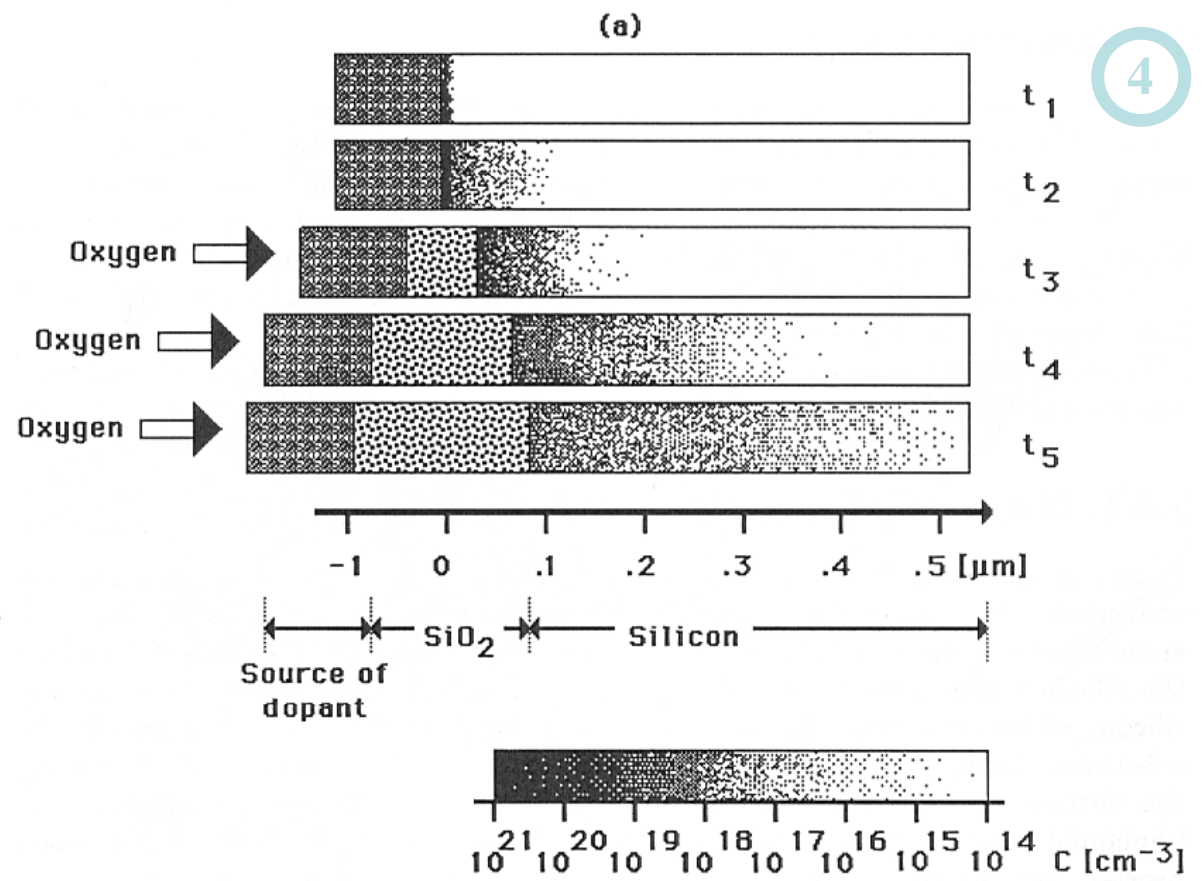 (a)
4
t1
t2
Oxygen t3
Oxygen t4
Oxygen t5
-1 0 .1 .2 .3 .4 .5 [μm]
SiO2 Silicon
Source of
dopant
10^21 10^20 10^19 10^18 10^17 10^16 10^15 10^14 C [cm^-3]